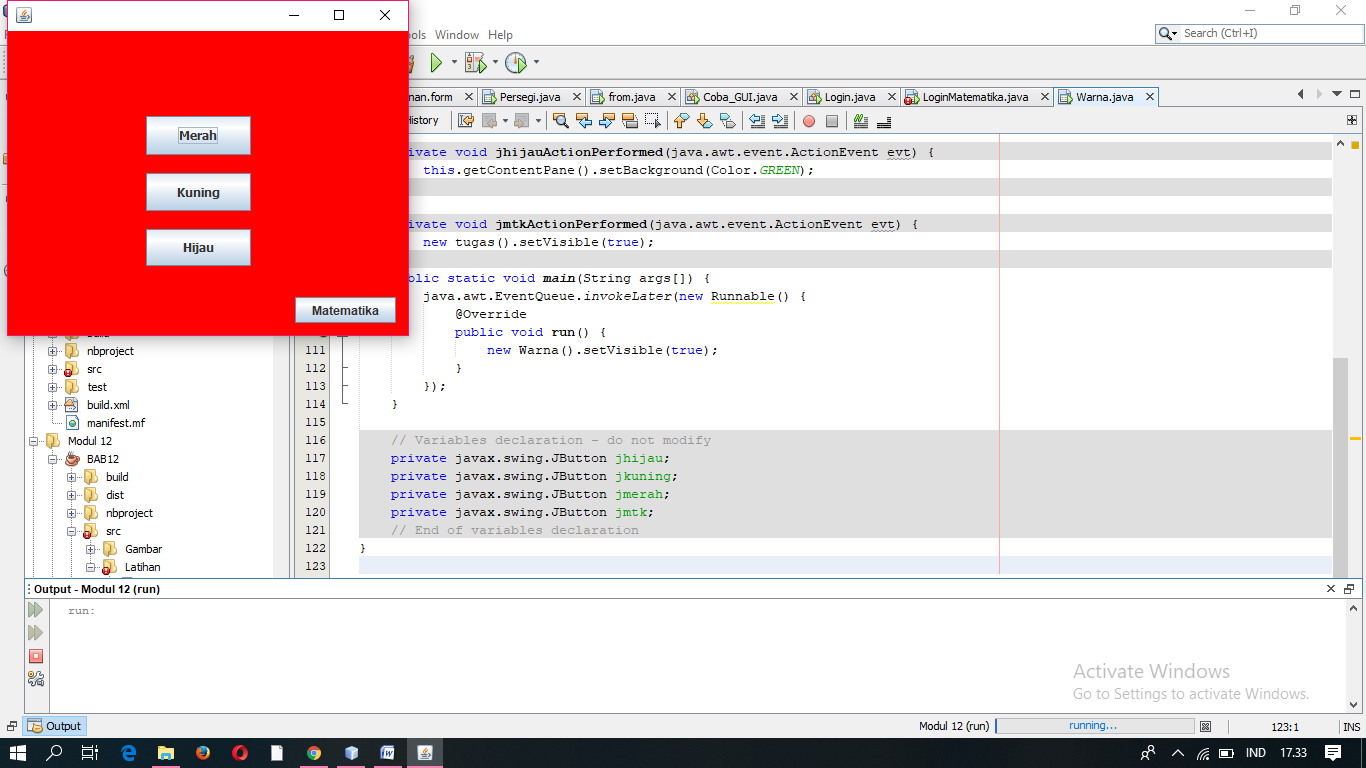 ols Window Help
Search (Ctrl+I)
Merah
Kuning
Hijau
Matematika
nan.form
Persegi.java
from.java
Coba_GUI.java
Login.java
LoginMatematika.java
Warna.java
History
ivate void jhijauActionPerformed(java.awt.event.ActionEvent evt) {
this.getContentPane().setBackground(Color.GREEN);
ivate void jmtkActionPerformed(java.awt.event.ActionEvent evt) {
new tugas().setVisible(true);
blic static void main(String args[]) {
java.awt.EventQueue.invokeLater(new Runnable() {
@Override
public void run() {
111 new Warna().setVisible(true);
112 }
113 });
114 }
115
116 // Variables declaration - do not modify
117 private javax.swing.JButton jhijau;
118 private javax.swing.JButton jkuning;
119 private javax.swing.JButton jmerah;
120 private javax.swing.JButton jmtk;
121 // End of variables declaration
122 }
123
nbproject
src
test
build.xml
manifest.mf
Modul 12
BAB12
build
dist
nbproject
src
Gambar
Latihan
Output - Modul 12 (run)
run:
Activate Windows
Go to Settings to activate Windows.
Output
Modul 12 (run)
running...
123:1
INS
IND
17.33